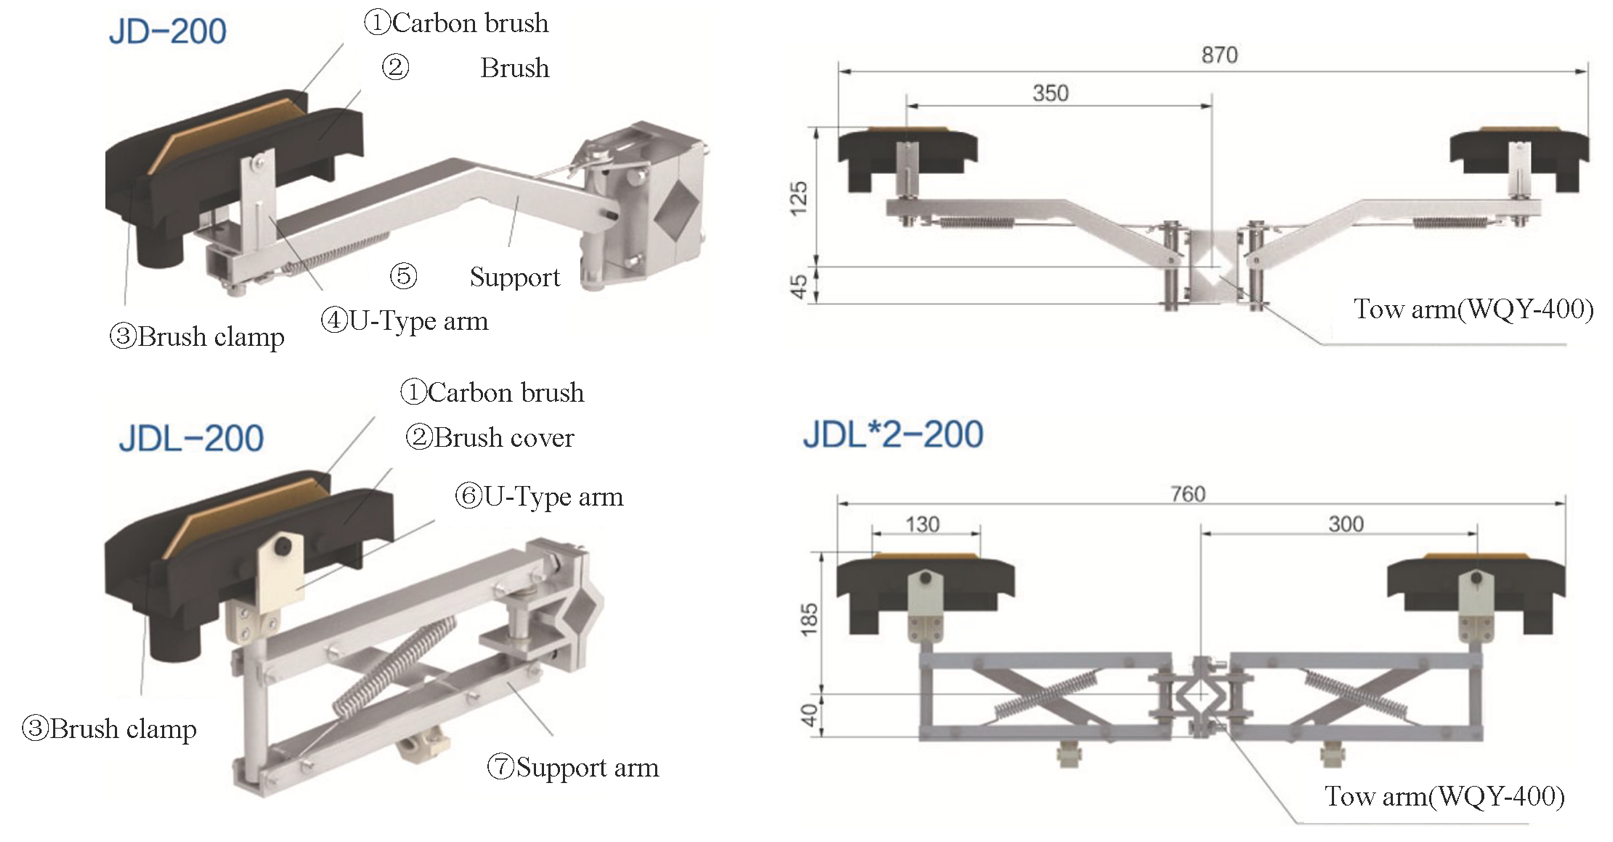 JD-200
①Carbon brush
② Brush
⑤ Support
④U-Type arm
③Brush clamp
870
350
125
45
Tow arm(WQY-400)
JDL-200
①Carbon brush
②Brush cover
⑥U-Type arm
③Brush clamp
⑦Support arm
JDL*2-200
760
130
300
185
40
Tow arm(WQY-400)